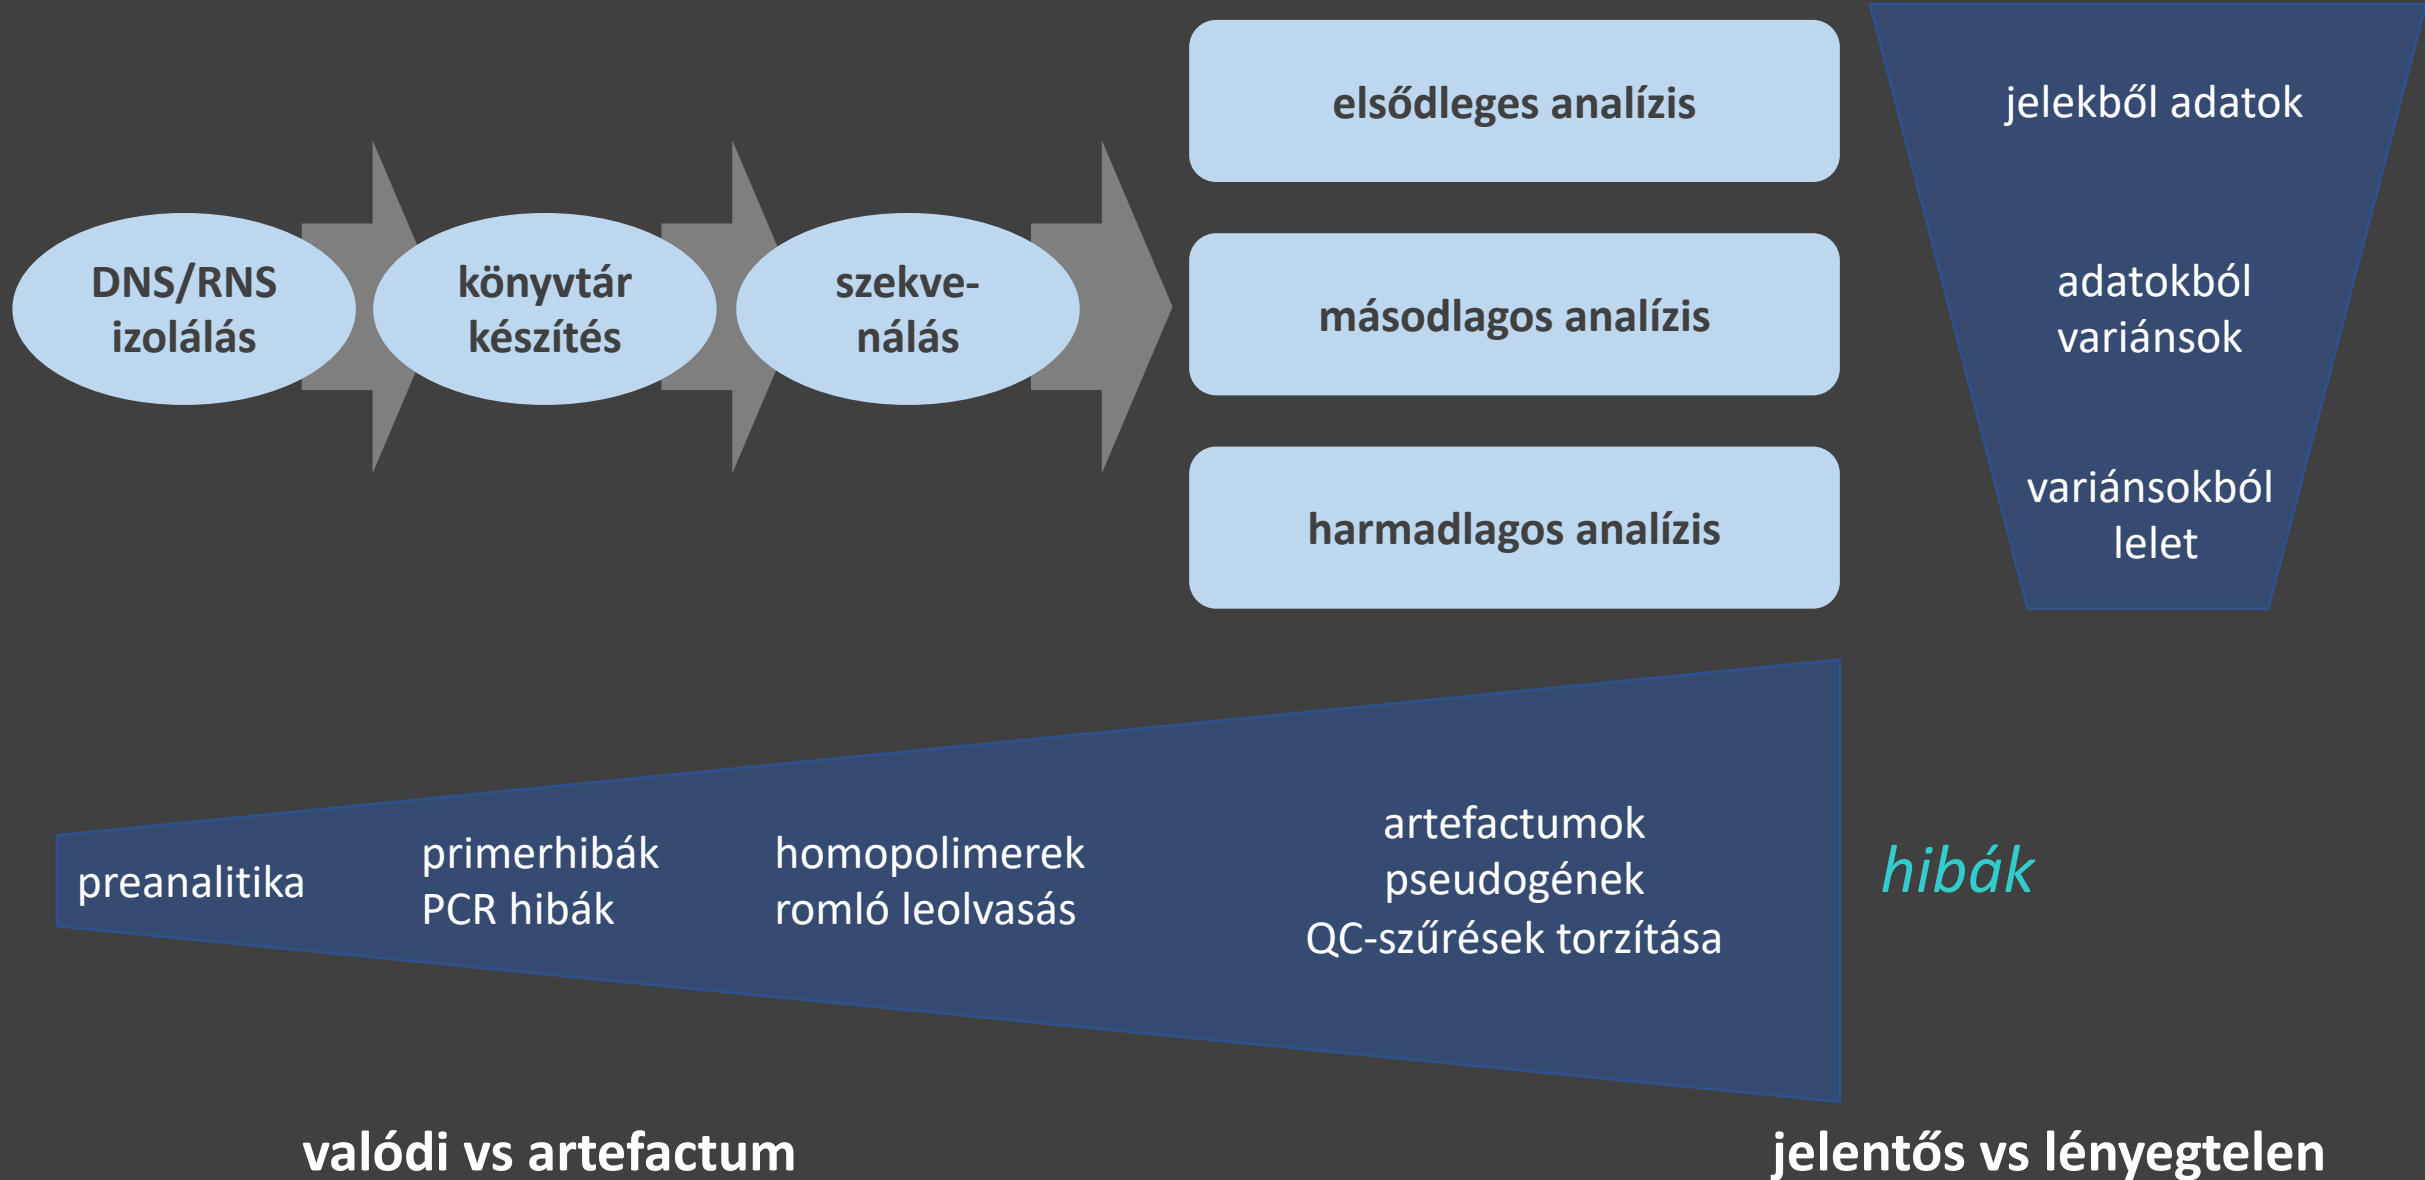 DNS/RNS
izolálás
könyvtár
készítés
szekve-
nálás
elsődleges analízis
másodlagos analízis
harmadlagos analízis
jelekből adatok
adatokból
variánsok
variánsokból
lelet
preanalitika
primerhibák
PCR hibák
homopolimerek
romló leolvasás
artefactumok
pseudogének
QC-szűrések torzítása
hibák
valódi vs artefactum
jelentős vs lényegtelen